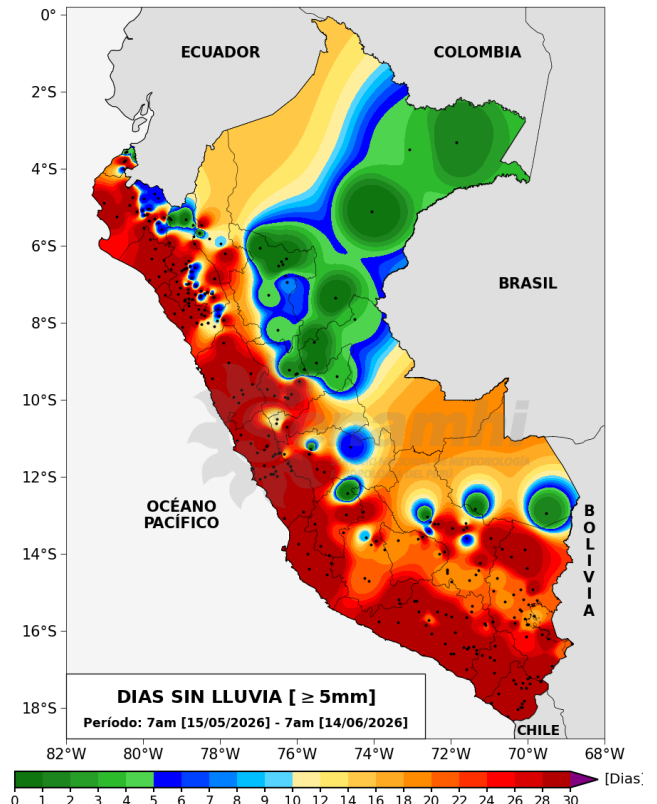 0°
2°S
4°S
6°S
8°S
10°S
12°S
14°S
16°S
18°S
ECUADOR
COLOMBIA
BRASIL
OCÉANO
PACÍFICO
B
O
L
I
V
I
A
CHILE
DIAS SIN LLUVIA [ ≥ 5mm]
Período: 7am [15/05/2026] - 7am [14/06/2026]
82°W 80°W 78°W 76°W 74°W 72°W 70°W 68°W
0 1 2 3 4 5 6 7 8 9 10 12 14 16 18 20 22 24 26 28 30
[Dias]